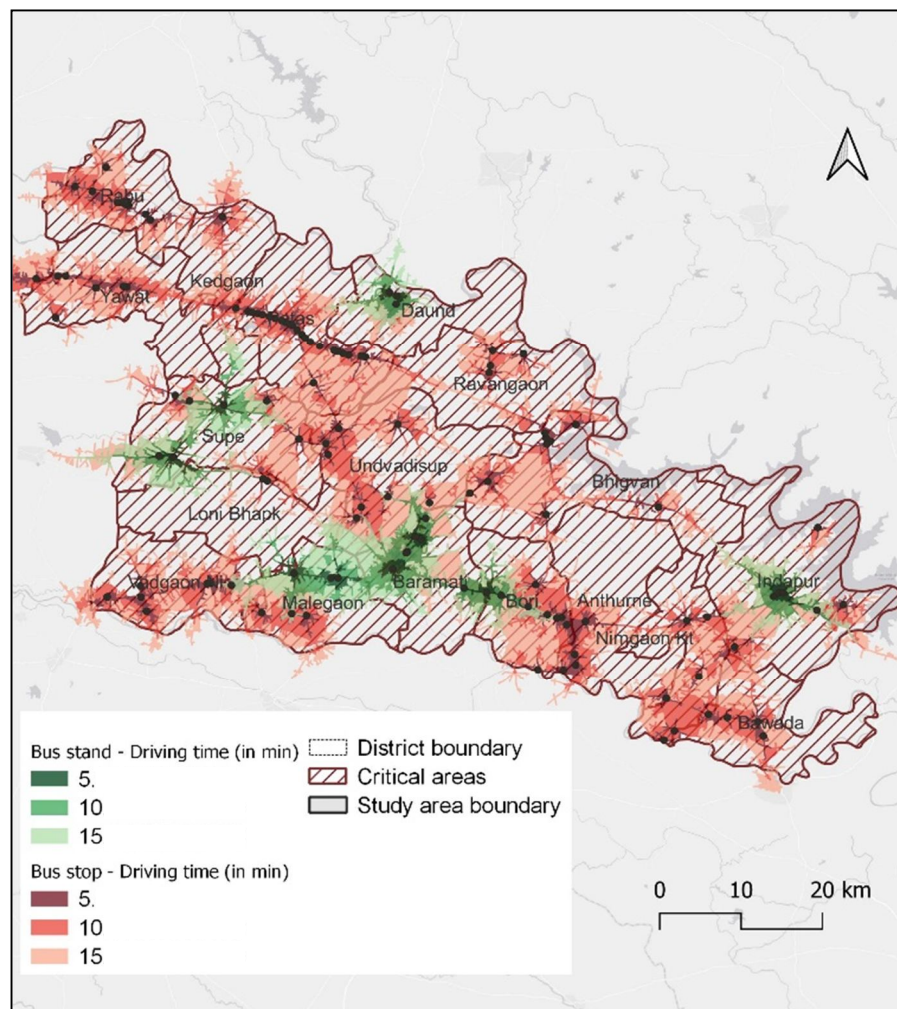 Rahu
Kedgaon
Yawat
Daund
Ravangaon
Supe
Undvadisup
Bhigvan
Loni Bhapk
Indapur
Baramati
Bori
Anthurne
Malegaon
Nimgaon Kt
Bawada
Bus stand - Driving time (in min)
5.
10
15
Bus stop - Driving time (in min)
5.
10
15
District boundary
Critical areas
Study area boundary
0 10 20 km